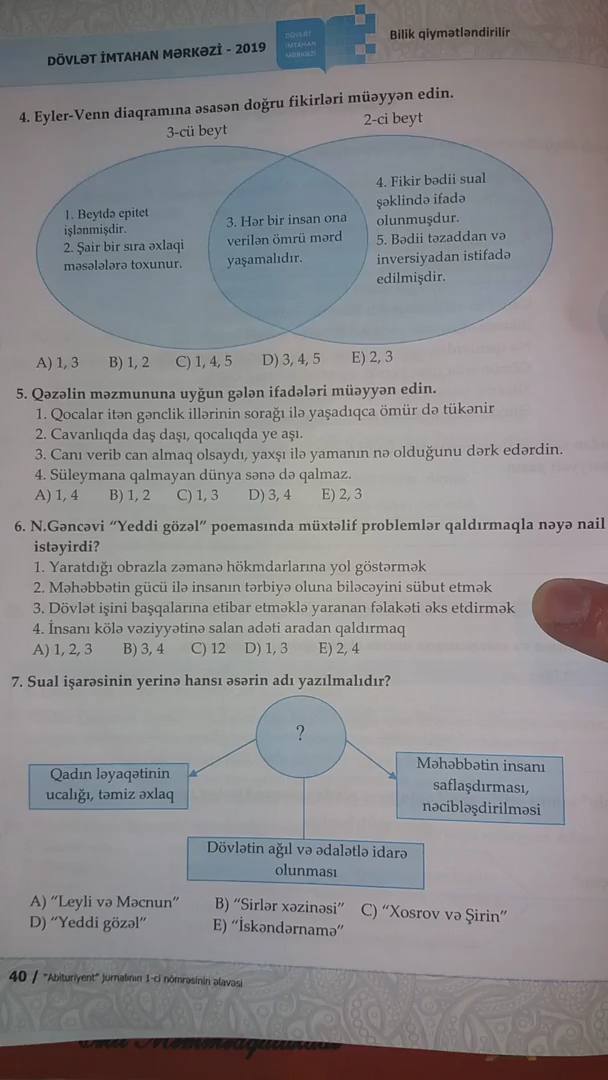 DÖVLƏT İMTAHAN MƏRKƏZİ - 2019
DÖVLƏT
İMTAHAN
MƏRKƏZİ
Bilik qiymətləndirilir
4. Eyler-Venn diaqramına əsasən doğru fikirləri müəyyən edin.
3-cü beyt
2-ci beyt
1. Beytdə epitet
işlənmişdir.
2. Şair bir sıra əxlaqi
məsələlərə toxunur.
3. Hər bir insan ona
verilən ömrü mərd
yaşamalıdır.
4. Fikir bədii sual
şəklində ifadə
olunmuşdur.
5. Bədii təzaddan və
inversiyadan istifadə
edilmişdir.
A) 1, 3 B) 1, 2 C) 1, 4, 5 D) 3, 4, 5 E) 2, 3
5. Qəzəlin məzmununa uyğun gələn ifadələri müəyyən edin.
1. Qocalar itən gənclik illərinin sorağı ilə yaşadıqca ömür də tükənir
2. Cavanlıqda daş daşı, qocalıqda ye aşı.
3. Canı verib can almaq olsaydı, yaxşı ilə yamanın nə olduğunu dərk edərdin.
4. Süleymana qalmayan dünya sənə də qalmaz.
A) 1, 4 B) 1, 2 C) 1, 3 D) 3, 4 E) 2, 3
6. N.Gəncəvi “Yeddi gözəl” poemasında müxtəlif problemlər qaldırmaqla nəyə nail
istəyirdi?
1. Yaratdığı obrazla zəmanə hökmdarlarına yol göstərmək
2. Məhəbbətin gücü ilə insanın tərbiyə oluna biləcəyini sübut etmək
3. Dövlət işini başqalarına etibar etməklə yaranan fəlakəti əks etdirmək
4. İnsanı kölə vəziyyətinə salan adəti aradan qaldırmaq
A) 1, 2, 3 B) 3, 4 C) 12 D) 1, 3 E) 2, 4
7. Sual işarəsinin yerinə hansı əsərin adı yazılmalıdır?
?
Qadın ləyaqətinin
ucalığı, təmiz əxlaq
Məhəbbətin insanı
saflaşdırması,
nəcibləşdirilməsi
Dövlətin ağıl və ədalətlə idarə
olunması
A) “Leyli və Məcnun” B) “Sirlər xəzinəsi” C) “Xosrov və Şirin”
D) “Yeddi gözəl” E) “İskəndərnamə”
40 / "Abituriyent" jurnalının 1-ci nömrəsinin əlavəsi